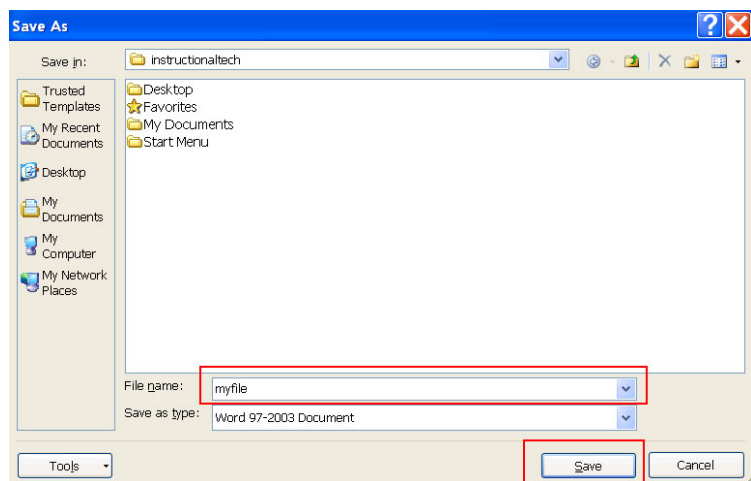 Save As
Save in:
instructionaltech
Trusted
Templates
My Recent
Documents
Desktop
My
Documents
My
Computer
My Network
Places
Desktop
Favorites
My Documents
Start Menu
File name:
myfile
Save as type:
Word 97-2003 Document
Tools
Save
Cancel